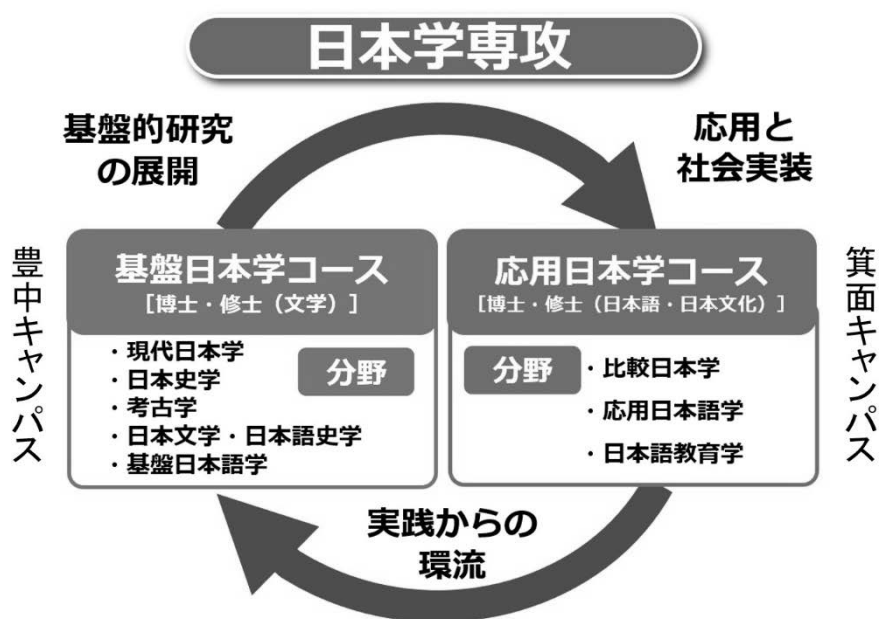 日本学専攻
基盤的研究
の展開
応用と
社会実装
豊中キャンパス
基盤日本学コース
［博士・修士（文学）］
・現代日本学
・日本史学
・考古学
・日本文学・日本語史学
・基盤日本語学
分野
応用日本学コース
［博士・修士（日本語・日本文化）］
分野
・比較日本学
・応用日本語学
・日本語教育学
箕面キャンパス
実践からの
環流